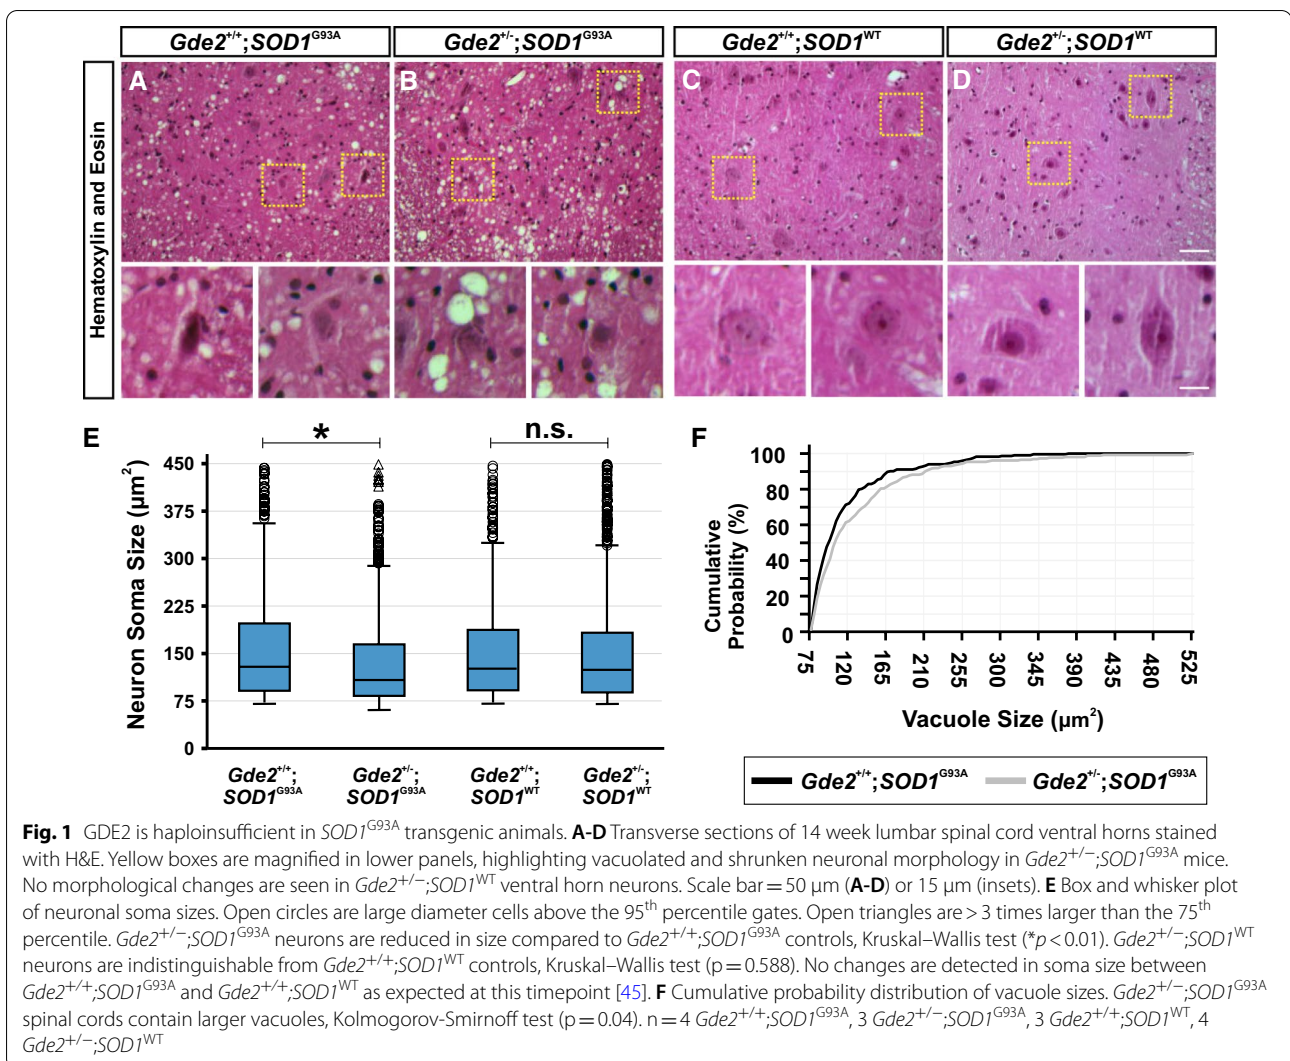 Gde2+/+;SOD1G93A
Gde2+/-;SOD1G93A
Gde2+/+;SOD1WT
Gde2+/-;SOD1WT
Hematoxylin and Eosin
A
B
C
D
E
*
n.s.
Neuron Soma Size (µm2)
450
375
300
225
150
75
0
Gde2+/+;
SOD1G93A
Gde2+/-;
SOD1G93A
Gde2+/+;
SOD1WT
Gde2+/-;
SOD1WT
F
Cumulative
Probability (%)
100
80
60
40
20
0
75
120
165
210
255
300
345
390
435
480
525
Vacuole Size (µm2)
Gde2+/+;SOD1G93A
Gde2+/-;SOD1G93A
Fig. 1 GDE2 is haploinsufficient in SOD1G93A transgenic animals. A-D Transverse sections of 14 week lumbar spinal cord ventral horns stained
with H&E. Yellow boxes are magnified in lower panels, highlighting vacuolated and shrunken neuronal morphology in Gde2+/−;SOD1G93A mice.
No morphological changes are seen in Gde2+/−;SOD1WT ventral horn neurons. Scale bar = 50 µm (A-D) or 15 µm (insets). E Box and whisker plot
of neuronal soma sizes. Open circles are large diameter cells above the 95th percentile gates. Open triangles are > 3 times larger than the 75th
percentile. Gde2+/−;SOD1G93A neurons are reduced in size compared to Gde2+/+;SOD1G93A controls, Kruskal–Wallis test (*p < 0.01). Gde2+/−;SOD1WT
neurons are indistinguishable from Gde2+/+;SOD1WT controls, Kruskal–Wallis test (p = 0.588). No changes are detected in soma size between
Gde2+/+;SOD1G93A and Gde2+/+;SOD1WT as expected at this timepoint [45]. F Cumulative probability distribution of vacuole sizes. Gde2+/−;SOD1G93A
spinal cords contain larger vacuoles, Kolmogorov-Smirnoff test (p = 0.04). n = 4 Gde2+/+;SOD1G93A, 3 Gde2+/−;SOD1G93A, 3 Gde2+/+;SOD1WT, 4
Gde2+/−;SOD1WT